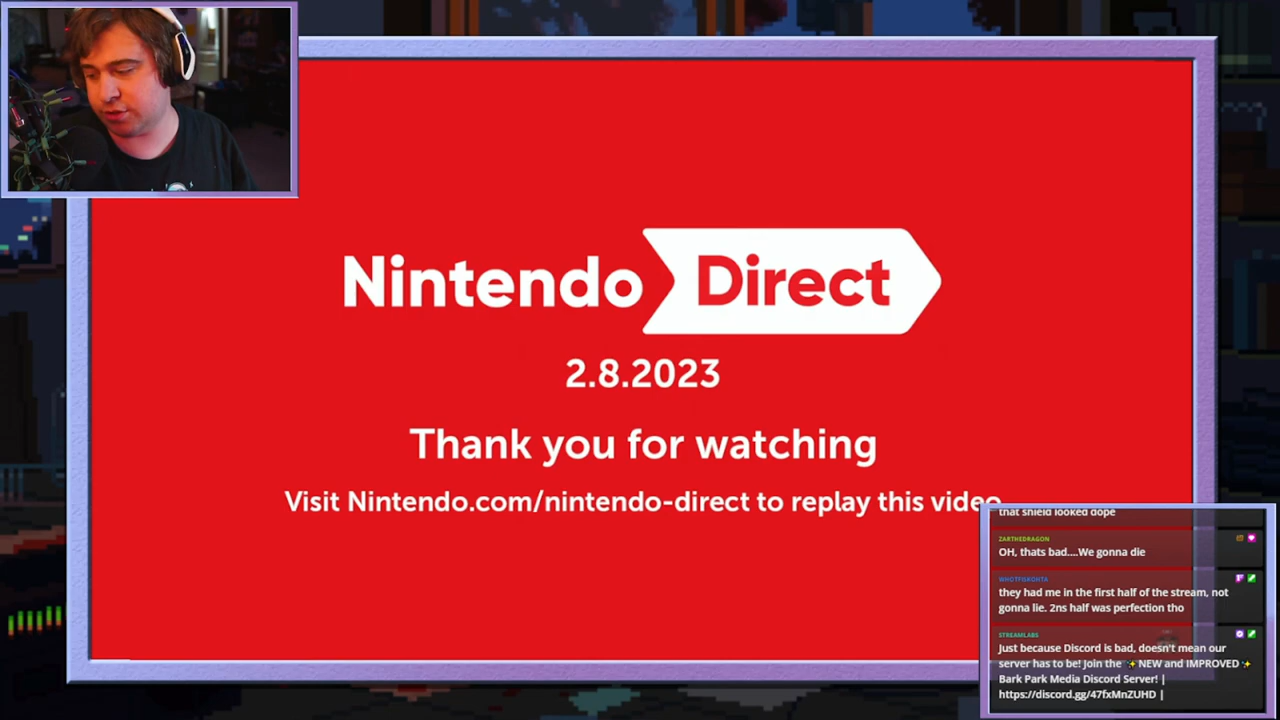 Nintendo Direct
2.8.2023
Thank you for watching
Visit Nintendo.com/nintendo-direct to replay this video
that shield looked dope
ZARTHEDRAGON
OH, thats bad....We gonna die
they had me in the first half of the stream, not
gonna lie. 2ns half was perfection tho
STREAMLABS
Just because Discord is bad, doesn't mean our
server has to be! Join the ✨NEW and IMPROVED✨
Bark Park Media Discord Server! |
https://discord.gg/47fxMnZUHD |